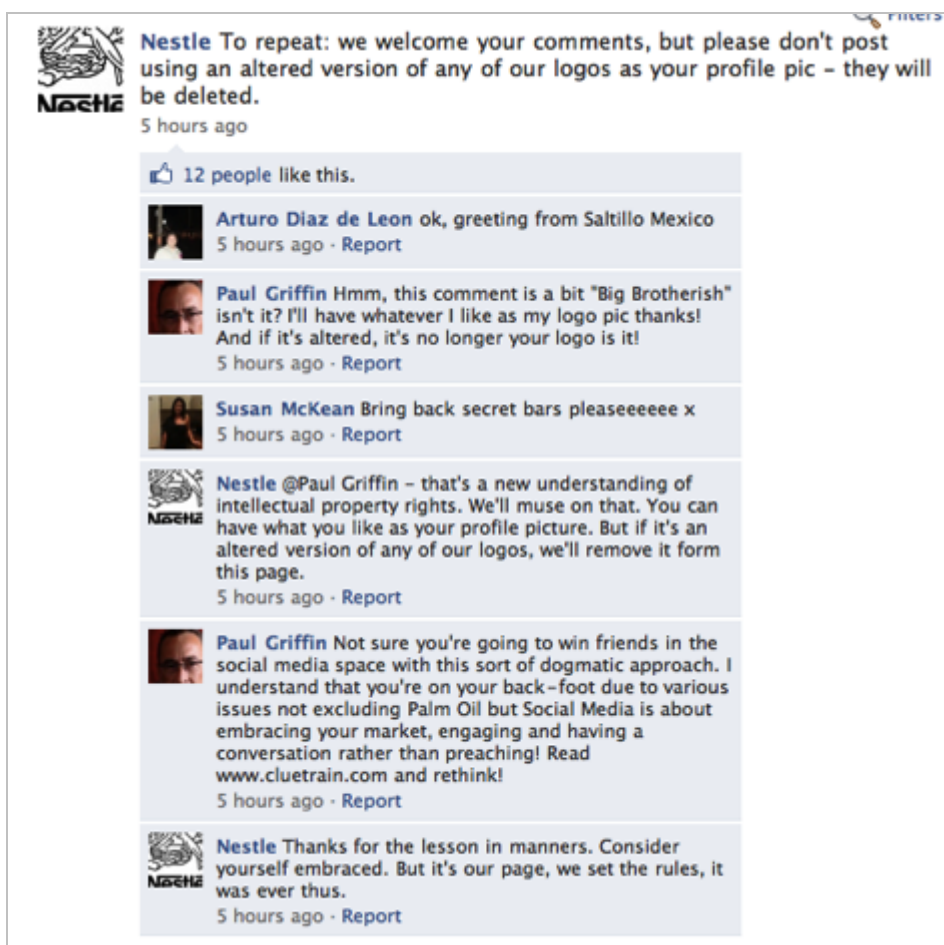 Filters
Nestle To repeat: we welcome your comments, but please don't post
using an altered version of any of our logos as your profile pic – they will
be deleted.
Nestlé
5 hours ago
12 people like this.
Arturo Diaz de Leon ok, greeting from Saltillo Mexico
5 hours ago · Report
Paul Griffin Hmm, this comment is a bit "Big Brotherish"
isn't it? I'll have whatever I like as my logo pic thanks!
And if it's altered, it's no longer your logo is it!
5 hours ago · Report
Susan McKean Bring back secret bars pleaseeeeee x
5 hours ago · Report
Nestle @Paul Griffin – that's a new understanding of
intellectual property rights. We'll muse on that. You can
Nestlé
have what you like as your profile picture. But if it's an
altered version of any of our logos, we'll remove it form
this page.
5 hours ago · Report
Paul Griffin Not sure you're going to win friends in the
social media space with this sort of dogmatic approach. I
understand that you're on your back-foot due to various
issues not excluding Palm Oil but Social Media is about
embracing your market, engaging and having a
conversation rather than preaching! Read
www.cluetrain.com and rethink!
5 hours ago · Report
Nestle Thanks for the lesson in manners. Consider
yourself embraced. But it's our page, we set the rules, it
Nestlé
was ever thus.
5 hours ago · Report